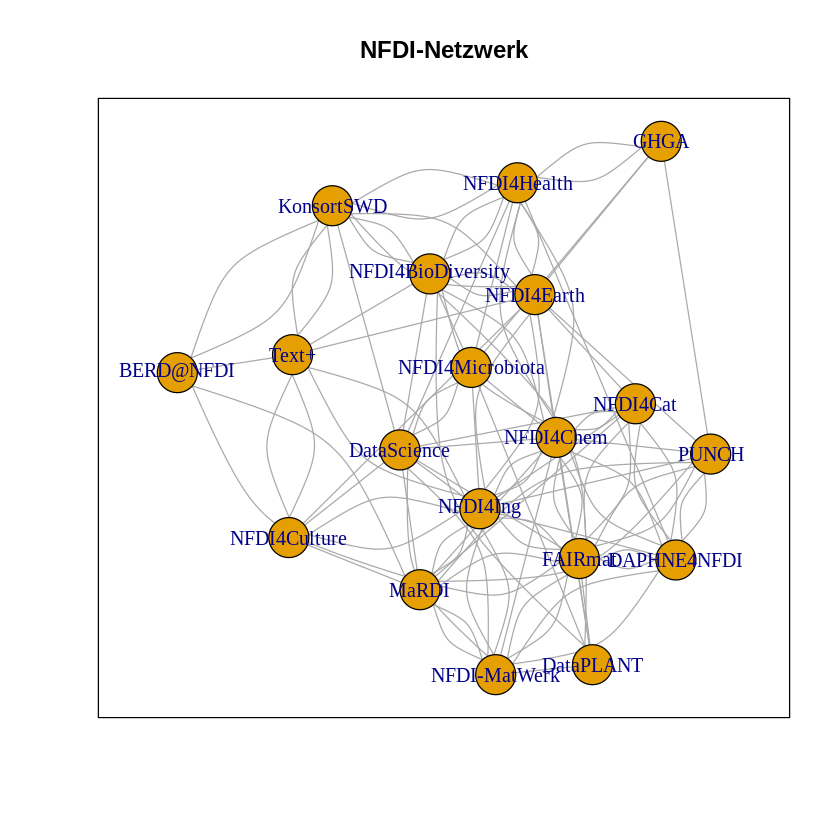 NFDI-Netzwerk
GHGA
NFDI4Health
KonsortSWD
NFDI4BioDiversity
NFDI4Earth
Text+
BERD@NFDI
NFDI4Microbiota
NFDI4Cat
NFDI4Chem
DataScience
PUNCH
NFDI4Ing
NFDI4Culture
FAIRmat
DAPHNE4NFDI
MaRDI
DataPLANT
NFDI-MatWerk